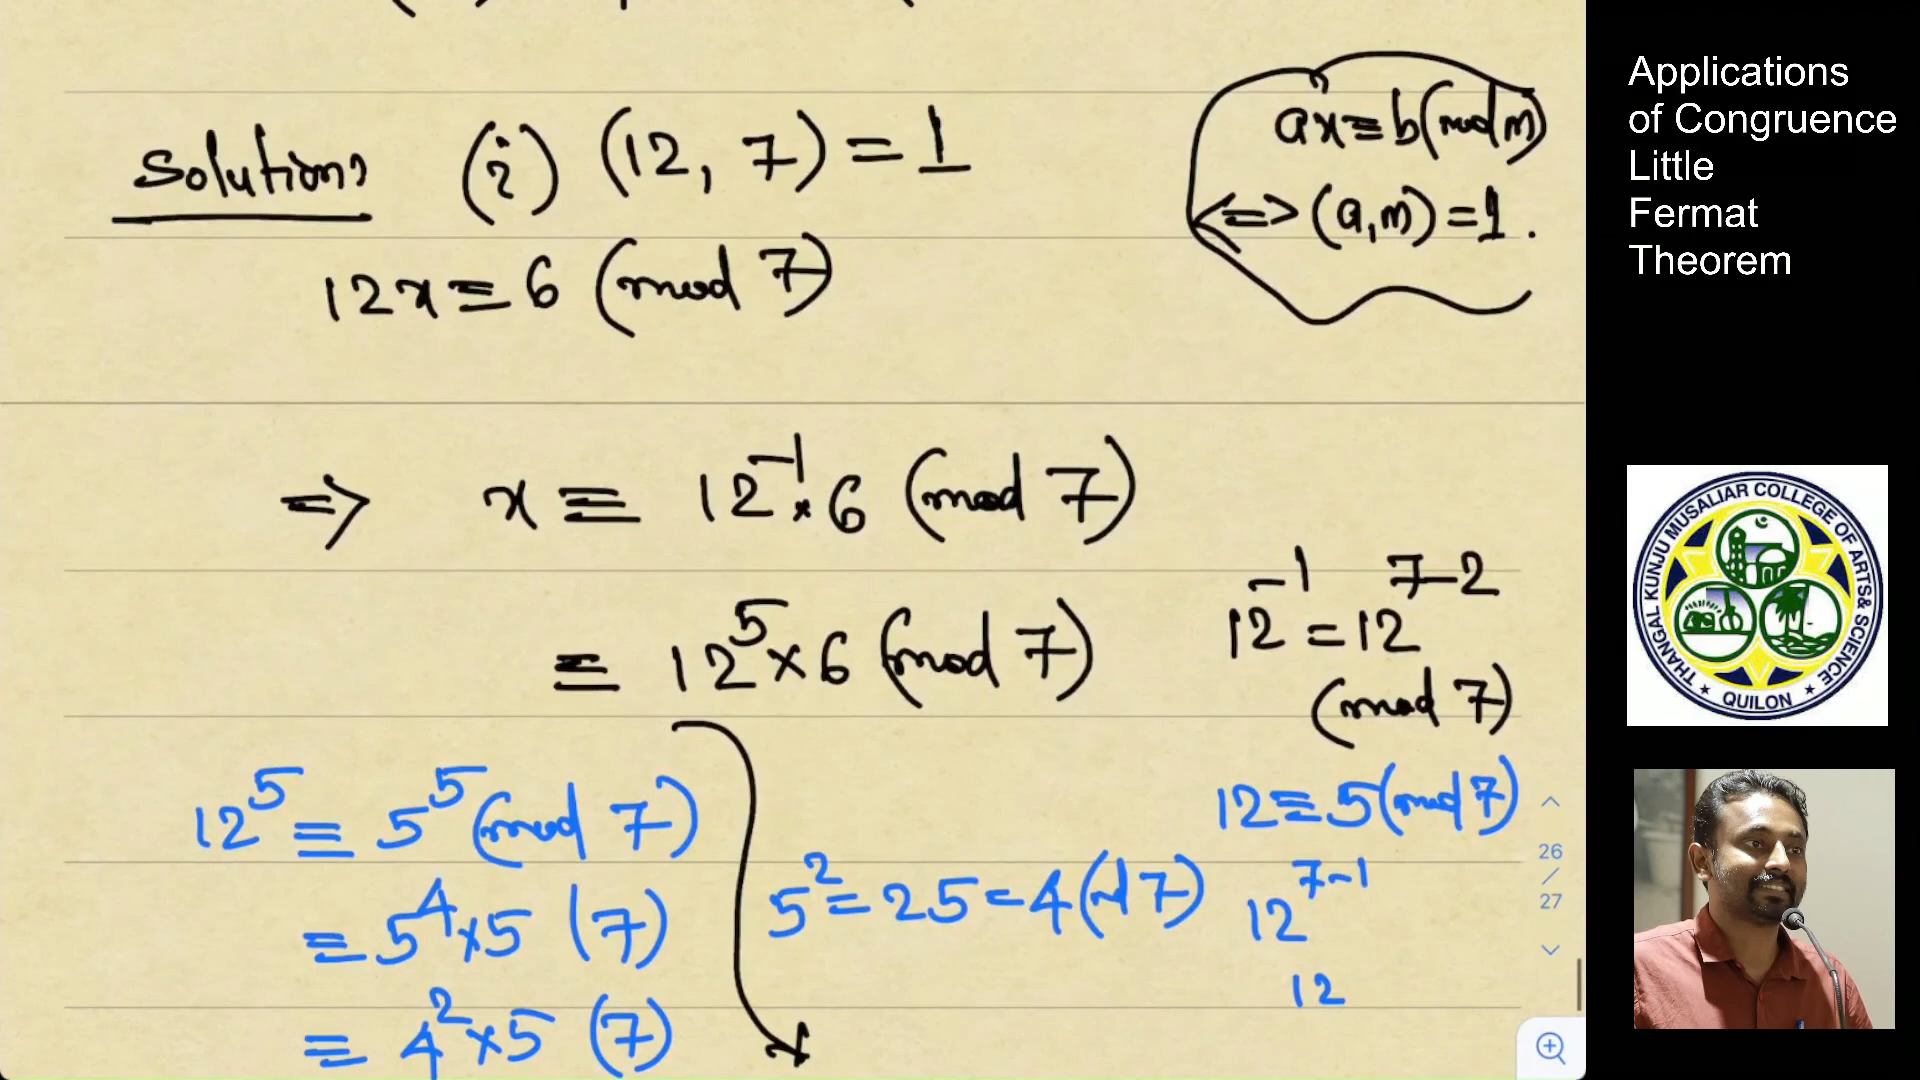 Solutions (i) (12, 7) = 1
12x ≡ 6 (mod 7)
ax ≡ b (mod m)
<=> (a, m) = 1.
=> x ≡ 12⁻¹ × 6 (mod 7)
≡ 12⁵ × 6 (mod 7)
12⁻¹ = 12⁷⁻²
(mod 7)
12⁵ ≡ 5⁵ (mod 7)
≡ 5⁴ × 5 (7)
≡ 4² × 5 (7)
5² = 25 = 4 (md 7)
12 ≡ 5 (mod 7)
12⁷⁻¹
12
26
/
27
Applications
of Congruence
Little
Fermat
Theorem
THANGAL KUNJU MUSALIAR COLLEGE OF ARTS & SCIENCE
QUILON